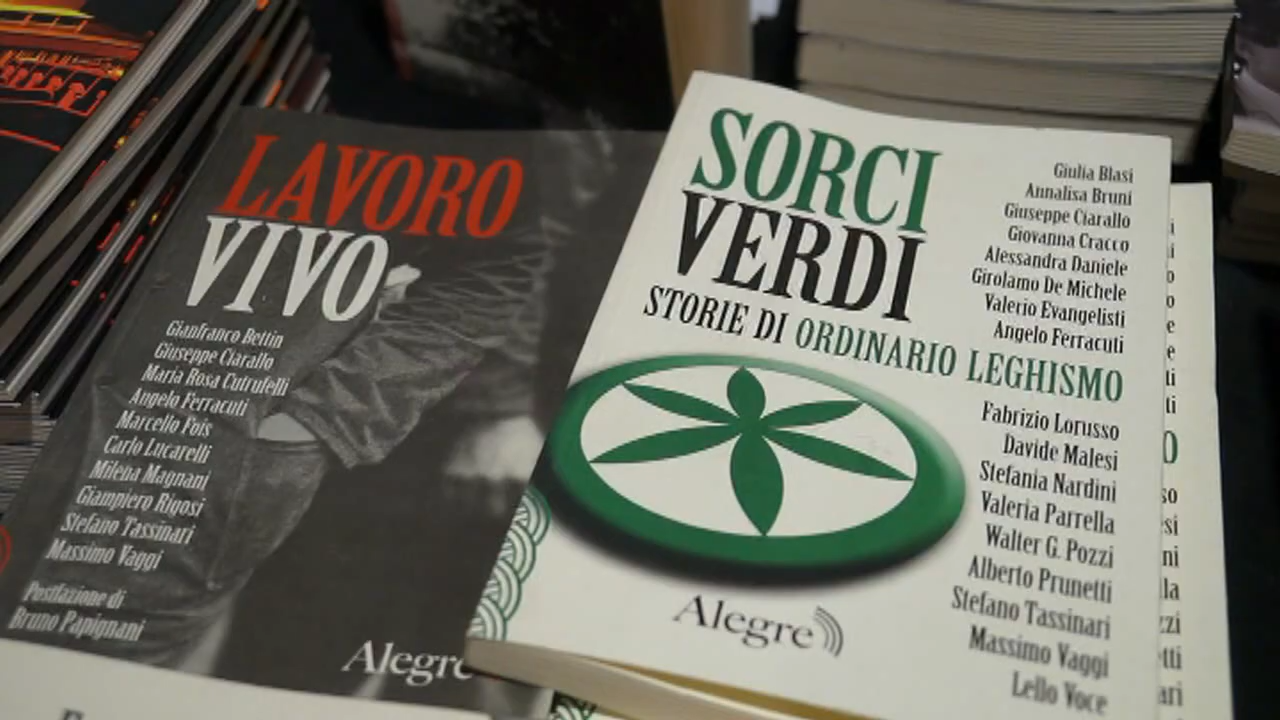 LAVORO
VIVO
Gianfranco Bettin
Giuseppe Ciarallo
Maria Rosa Cutrufelli
Angelo Ferracuti
Marcello Fois
Carlo Lucarelli
Milena Magnani
Giampiero Rigosi
Stefano Tassinari
Massimo Vaggi
Postfazione di
Bruno Papignani
Alegre
SORCI
VERDI
STORIE DI ORDINARIO LEGHISMO
Giulia Blasi
Annalisa Bruni
Giuseppe Ciarallo
Giovanna Cracco
Alessandra Daniele
Girolamo De Michele
Valerio Evangelisti
Angelo Ferracuti
Fabrizio Lorusso
Davide Malesi
Stefania Nardini
Valeria Parrella
Walter G. Pozzi
Alberto Prunetti
Stefano Tassinari
Massimo Vaggi
Lello Voce
Alegre